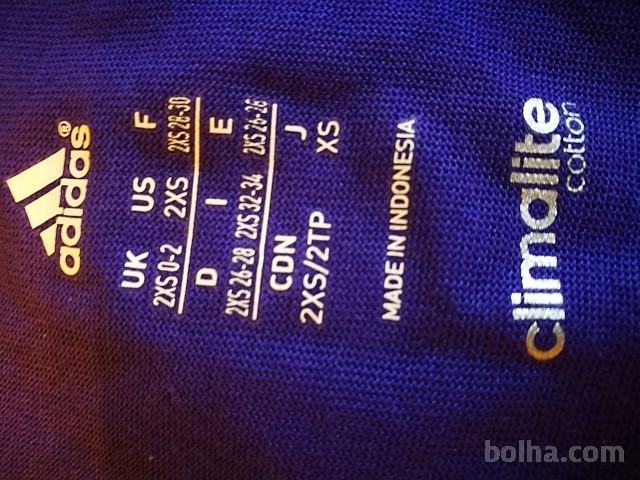 adidas®
UK US F
2XS 0-2 2XS 2XS 28-30
D I E
2XS 26-28 2XS 32-34 2XS 26-28
CDN J
2XS/2TP XS
MADE IN INDONESIA
climalite
cotton
bolha.com